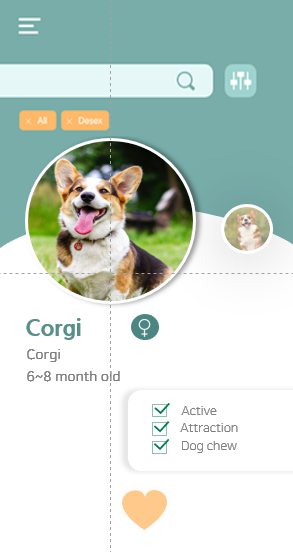 × All
× Desex
Corgi
Corgi
6~8 month old
Active
Attraction
Dog chew